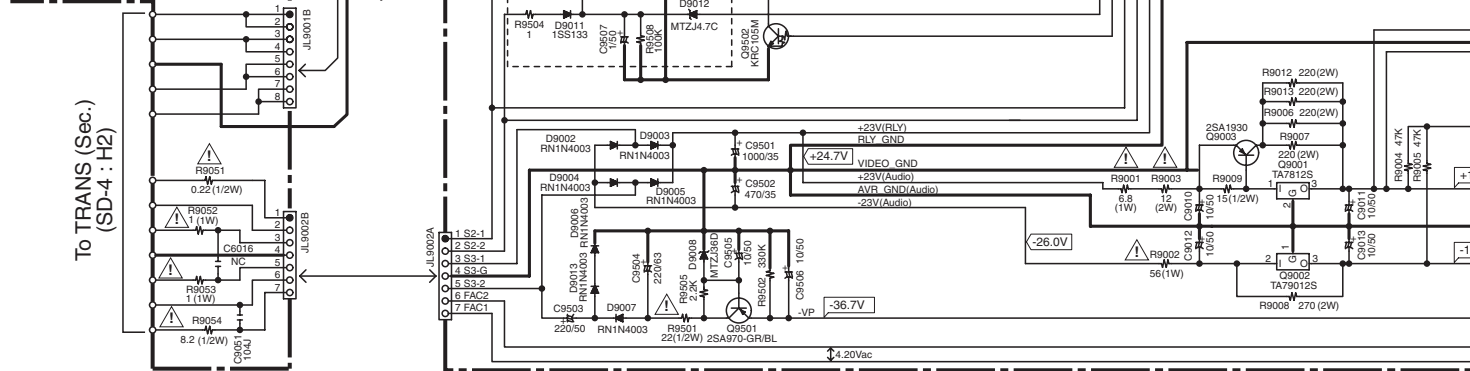 To TRANS (Sec.)
(SD-4 : H2)
1
2
3
4
5
6
7
8
JL9001B
R9051
0.22(1/2W)
R9052
1 (1W)
C6016
NC
R9053
1 (1W)
R9054
8.2 (1/2W)
C9051
104J
1
2
3
4
5
6
7
JL9002B
JL9002A
1 S2-1
2 S2-2
3 S3-1
4 S3-G
5 S3-2
6 FAC2
7 FAC1
R9504
1
D9011
1SS133
C9507
1/50
R9508
100K
D9012
MTZJ4.7C
Q9502
KRC105M
D9002
RN1N4003
D9003
RN1N4003
D9004
RN1N4003
D9005
RN1N4003
C9501
1000/35
C9502
470/35
+24.7V
+23V(RLY)
RLY_GND
VIDEO_GND
+23V(Audio)
AVR_GND(Audio)
-23V(Audio)
D9006
RN1N4003
D9013
RN1N4003
C9504
220/63
D9008
MTZJ36D
C9505
10/50
R9502
330K
C9506
10/50
R9505
2.2K
C9503
220/50
D9007
RN1N4003
R9501
22(1/2W)
Q9501
2SA970-GR/BL
-VP
-36.7V
4.20Vac
-26.0V
R9001
6.8
(1W)
R9003
12
(2W)
R9009
15(1/2W)
C9010
10/50
C9012
10/50
R9002
56(1W)
2SA1930
Q9003
R9012 220(2W)
R9013 220(2W)
R9006 220(2W)
R9007
220(2W)
Q9001
TA7812S
1
G
O
3
2
C9011
10/50
C9013
10/50
R9004 47K
R9005 47K
2
1
G
I
O
3
Q9002
TA79012S
R9008 270 (2W)